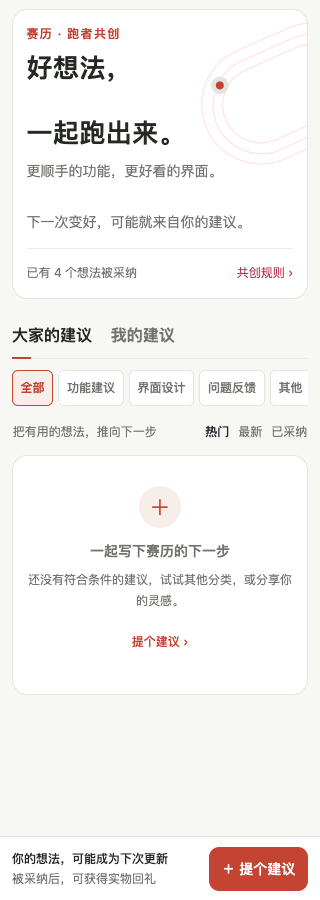 赛历 · 跑者共创
好想法，
一起跑出来。
更顺手的功能，更好看的界面。
下一次变好，可能就来自你的建议。
已有 4 个想法被采纳
共创规则 ›
大家的建议 我的建议
全部 功能建议 界面设计 问题反馈 其他
把有用的想法，推向下一步
热门 最新 已采纳
一起写下赛历的下一步
还没有符合条件的建议，试试其他分类，或分享你
的灵感。
提个建议 ›
你的想法，可能成为下次更新
被采纳后，可获得实物回礼
＋ 提个建议